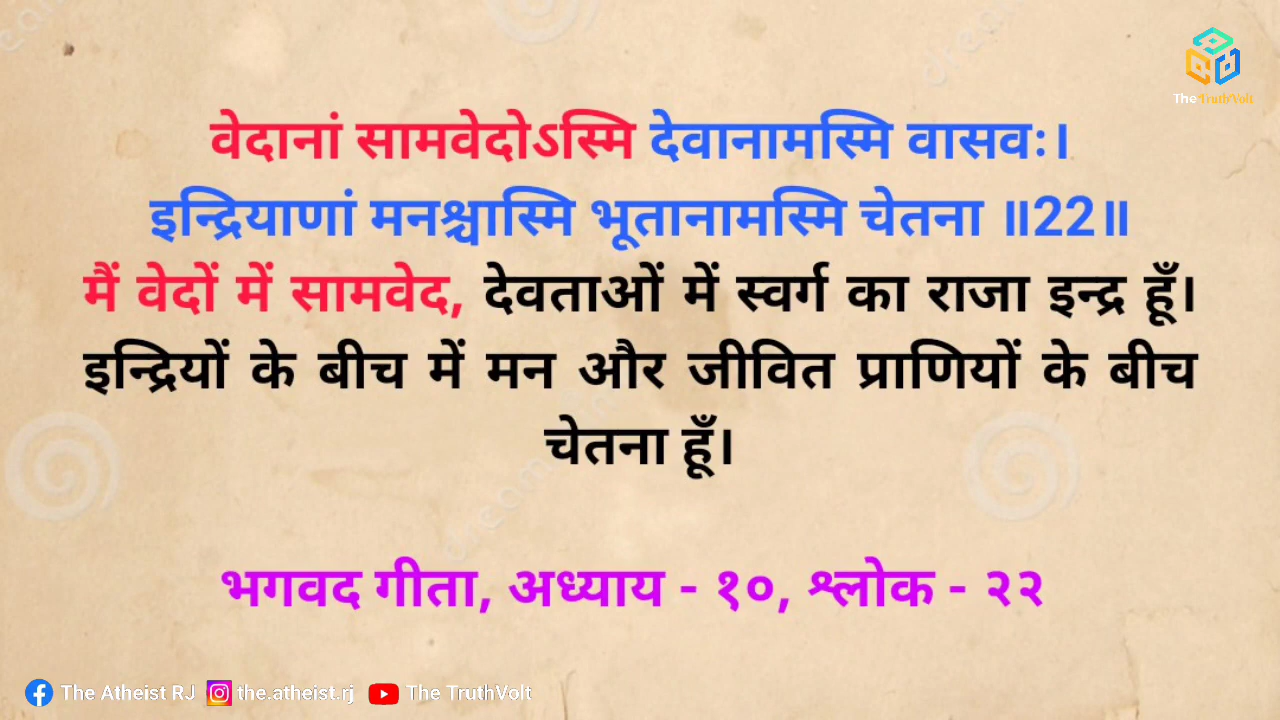 The TruthVolt
वेदानां सामवेदोऽस्मि देवानामस्मि वासवः।
इन्द्रियाणां मनश्चास्मि भूतानामस्मि चेतना ॥22॥
मैं वेदों में सामवेद, देवताओं में स्वर्ग का राजा इन्द्र हूँ।
इन्द्रियों के बीच में मन और जीवित प्राणियों के बीच
चेतना हूँ।
भगवद गीता, अध्याय - १०, श्लोक - २२
The Atheist RJ the.atheist.rj The TruthVolt